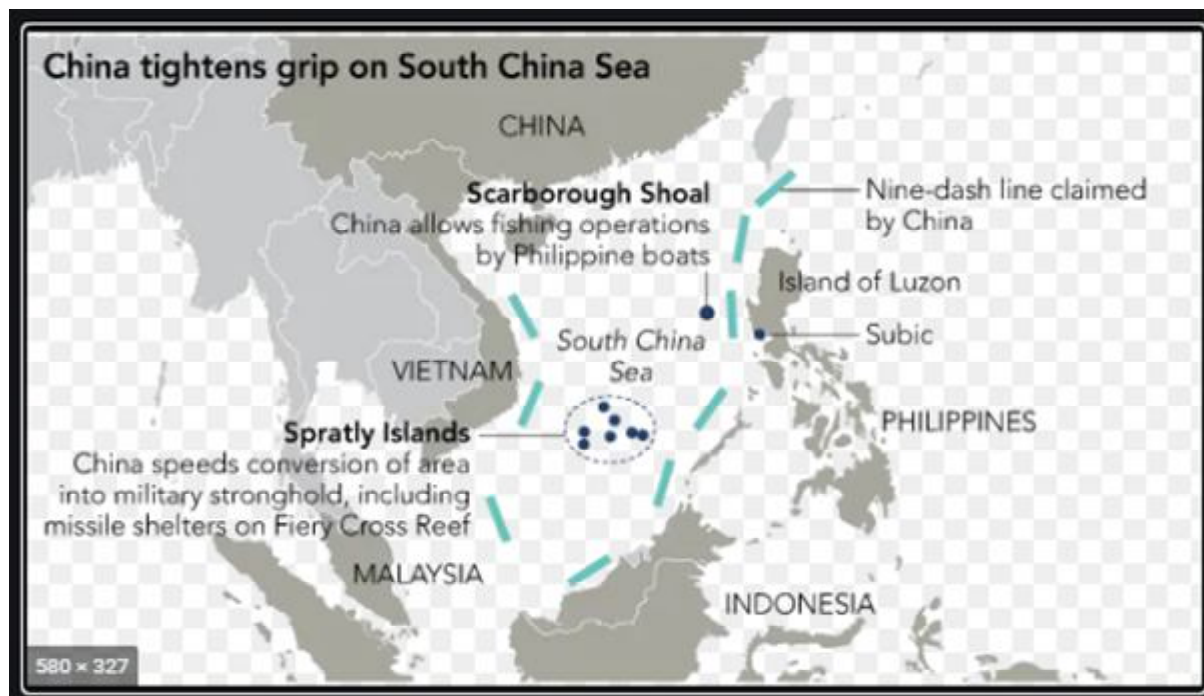 China tightens grip on South China Sea
CHINA
Scarborough Shoal
China allows fishing operations
by Philippine boats
Nine-dash line claimed
by China
Island of Luzon
South China
Sea
Subic
VIETNAM
PHILIPPINES
Spratly Islands
China speeds conversion of area
into military stronghold, including
missile shelters on Fiery Cross Reef
MALAYSIA
INDONESIA
580 × 327